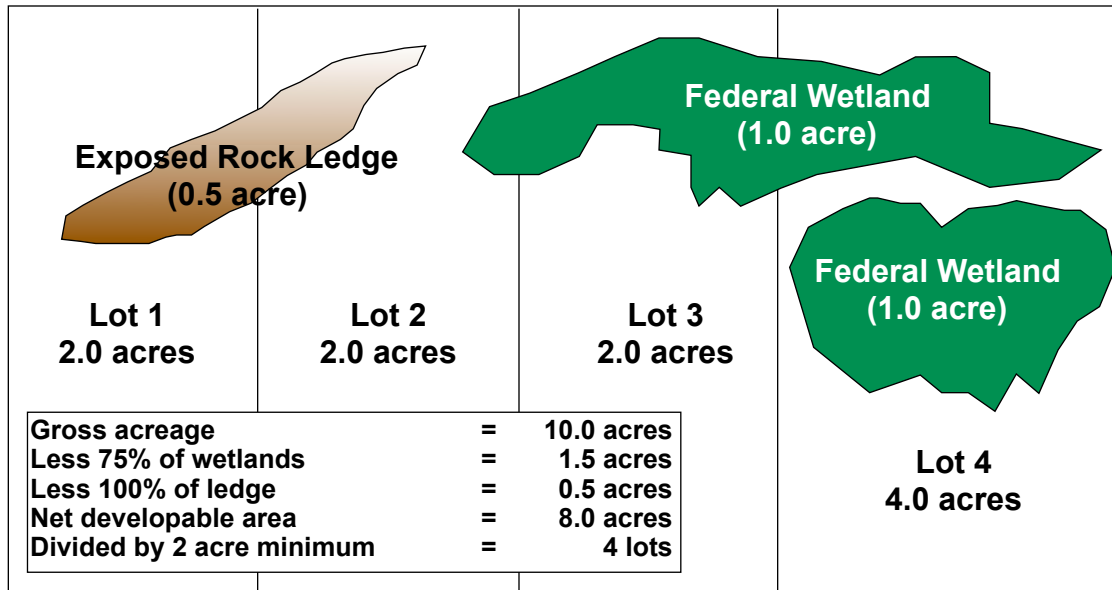 Exposed Rock Ledge
(0.5 acre)
Federal Wetland
(1.0 acre)
Federal Wetland
(1.0 acre)
Lot 1
2.0 acres
Lot 2
2.0 acres
Lot 3
2.0 acres
Lot 4
4.0 acres
Gross acreage = 10.0 acres
Less 75% of wetlands = 1.5 acres
Less 100% of ledge = 0.5 acres
Net developable area = 8.0 acres
Divided by 2 acre minimum = 4 lots